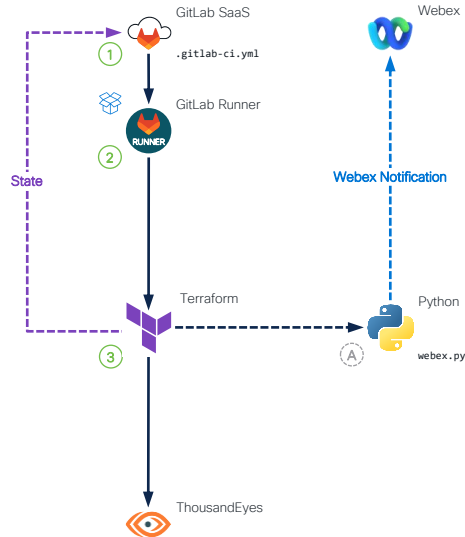 GitLab SaaS
Webex
1
.gitlab-ci.yml
GitLab Runner
RUNNER
2
State
Webex Notification
Terraform
Python
3
A
webex.py
ThousandEyes